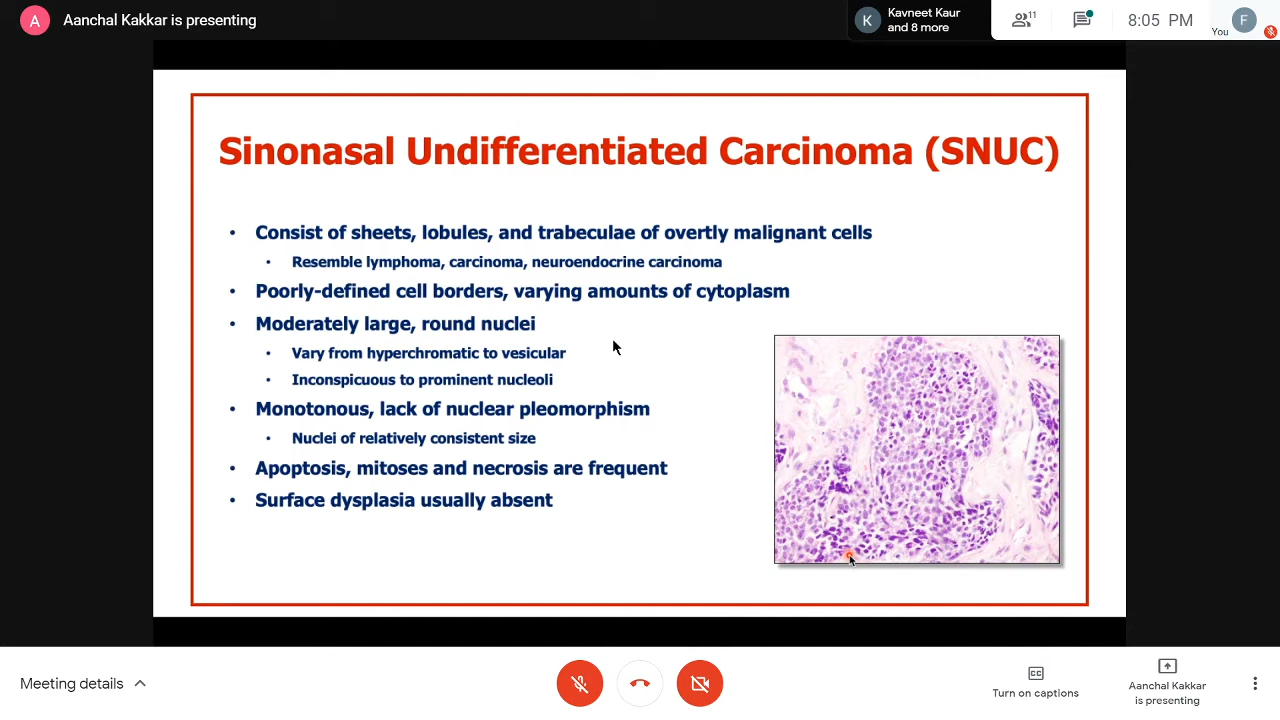 A
Aanchal Kakkar is presenting
K
Kavneet Kaur
and 8 more
11
8:05 PM
You
F
Sinonasal Undifferentiated Carcinoma (SNUC)
• Consist of sheets, lobules, and trabeculae of overtly malignant cells
• Resemble lymphoma, carcinoma, neuroendocrine carcinoma
• Poorly-defined cell borders, varying amounts of cytoplasm
• Moderately large, round nuclei
• Vary from hyperchromatic to vesicular
• Inconspicuous to prominent nucleoli
• Monotonous, lack of nuclear pleomorphism
• Nuclei of relatively consistent size
• Apoptosis, mitoses and necrosis are frequent
• Surface dysplasia usually absent
Meeting details
CC
Turn on captions
Aanchal Kakkar
is presenting